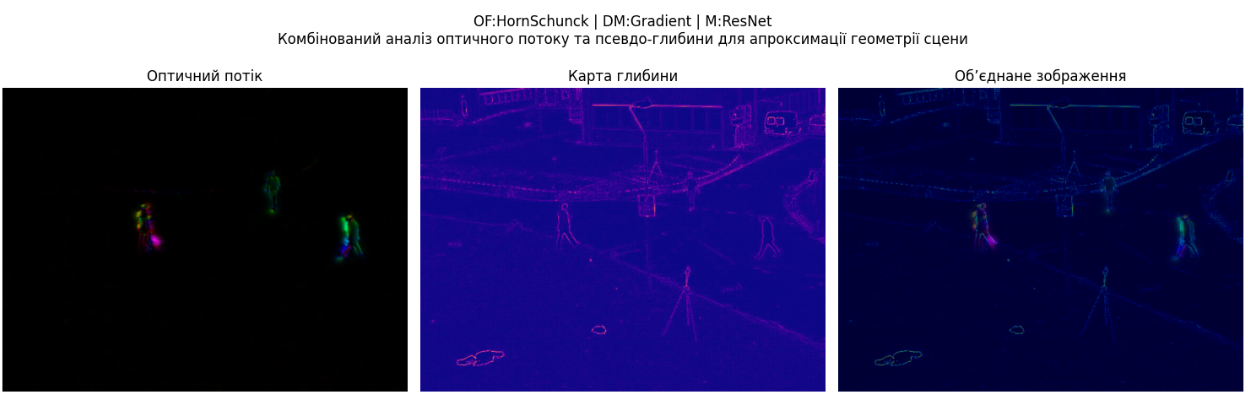 OF:HornSchunck | DM:Gradient | M:ResNet
Комбінований аналіз оптичного потоку та псевдо-глибини для апроксимації геометрії сцени
Оптичний потік
Карта глибини
Об’єднане зображення